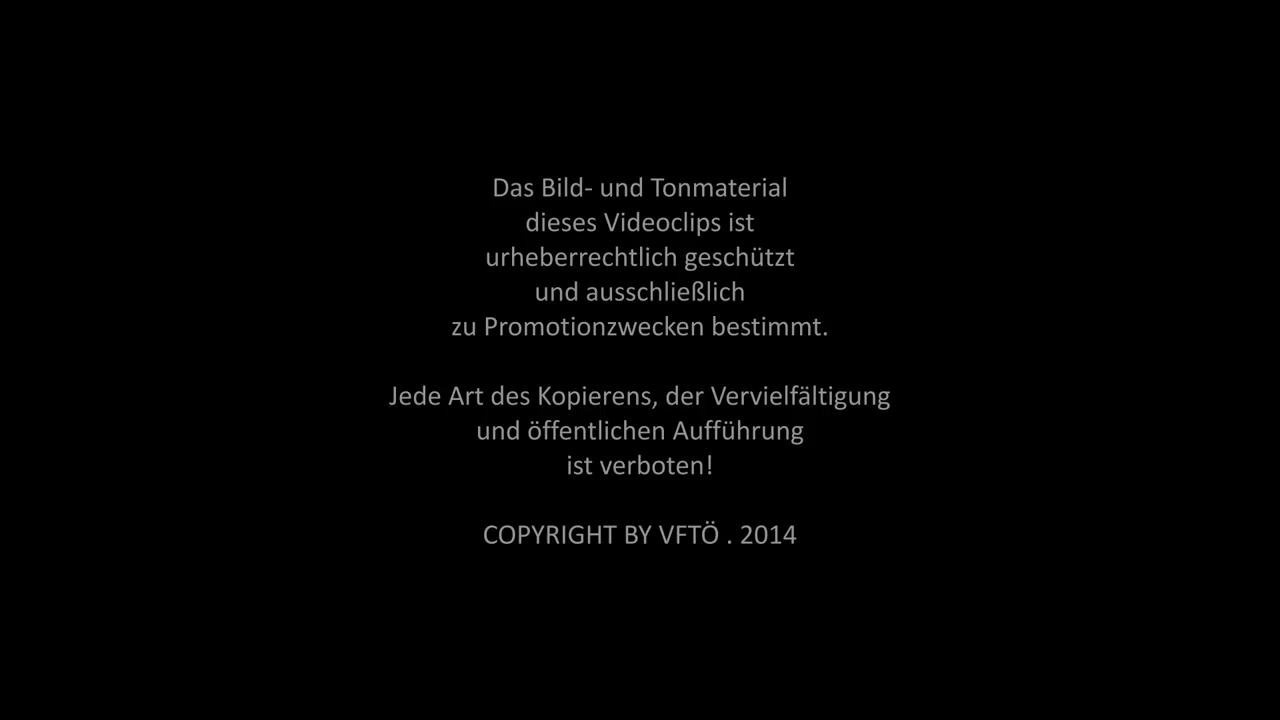 Das Bild- und Tonmaterial
dieses Videoclips ist
urheberrechtlich geschützt
und ausschließlich
zu Promotionzwecken bestimmt.
Jede Art des Kopierens, der Vervielfältigung
und öffentlichen Aufführung
ist verboten!
COPYRIGHT BY VFTÖ . 2014